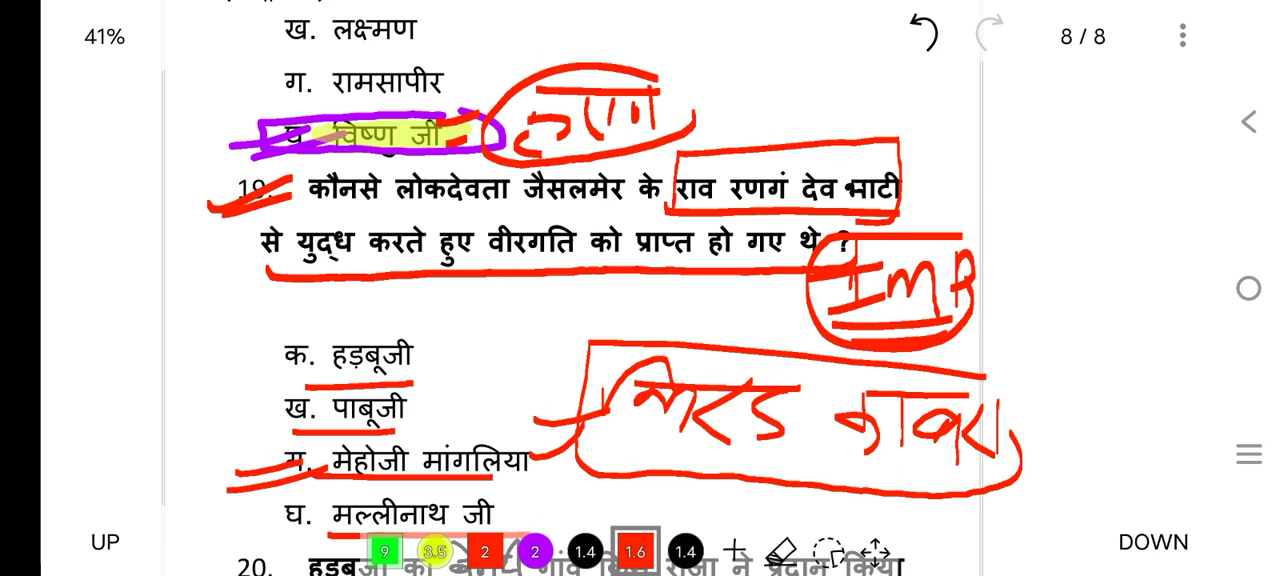 41%
8 / 8
ख. लक्ष्मण
ग. रामसापीर
घ. विष्णु जी
19. कौनसे लोकदेवता जैसलमेर के राव रणगं देव भाटी
से युद्ध करते हुए वीरगति को प्राप्त हो गए थे ?
IMP
क. हड़बूजी
ख. पाबूजी
ग. मेहोजी मांगलिया
घ. मल्लीनाथ जी
UP
DOWN
9 3.5 2 2 1.4 1.6 1.4
20. गांव किस राजा ने प्रदान किया